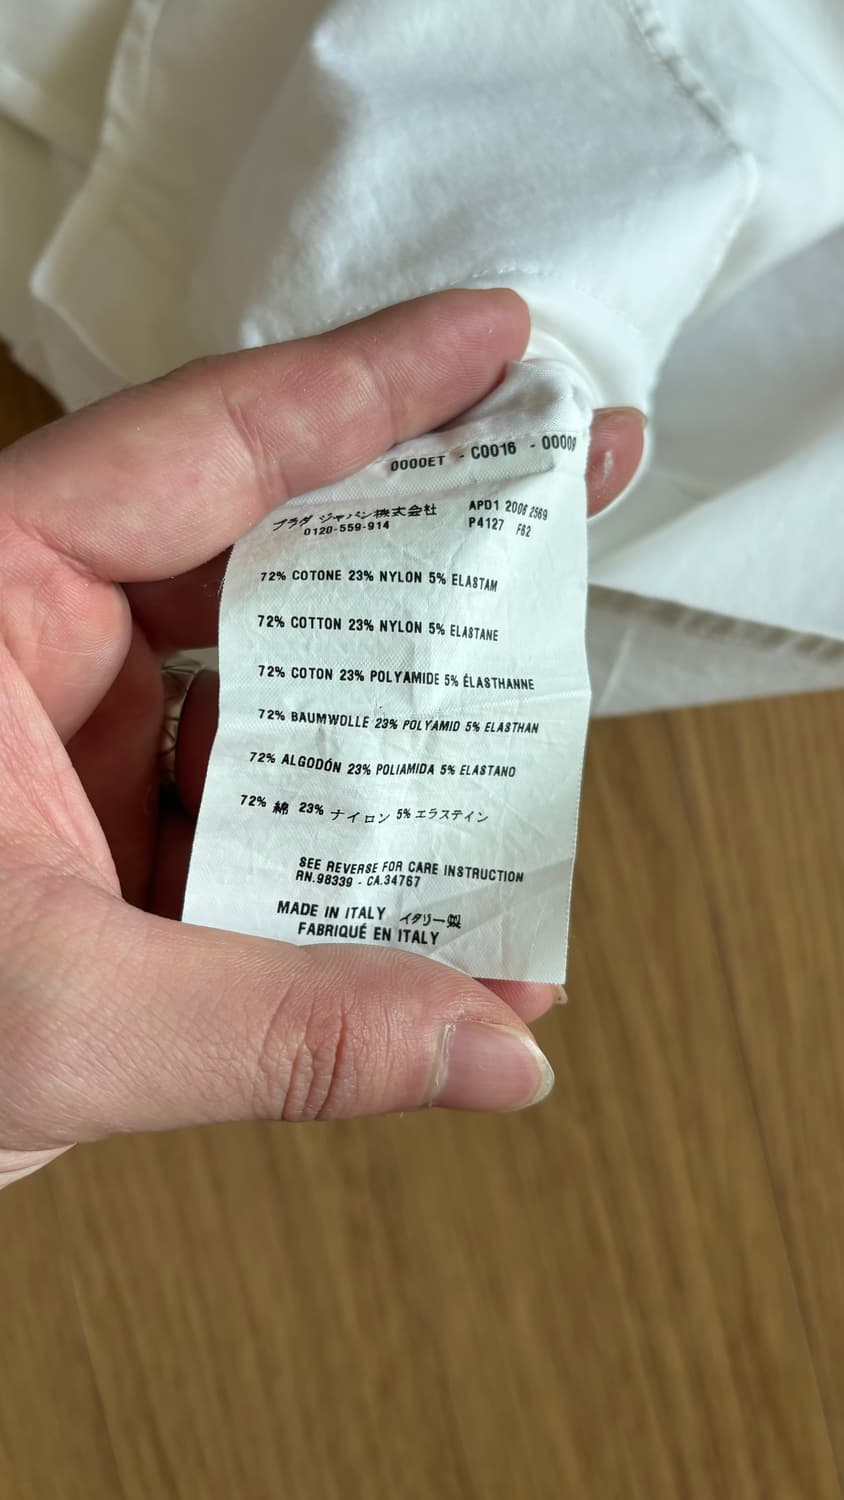 0000ET - C0016 - 00009
プラダ ジャパン株式会社
0120-559-914
APD1 2006 2569
P4127 F62
72% COTONE 23% NYLON 5% ELASTAM
72% COTTON 23% NYLON 5% ELASTANE
72% COTON 23% POLYAMIDE 5% ÉLASTHANNE
72% BAUMWOLLE 23% POLYAMID 5% ELASTHAN
72% ALGODÓN 23% POLIAMIDA 5% ELASTANO
72% 綿 23% ナイロン 5% エラステイン
SEE REVERSE FOR CARE INSTRUCTION
RN.98339 - CA.34767
MADE IN ITALY イタリー製
FABRIQUÉ EN ITALY